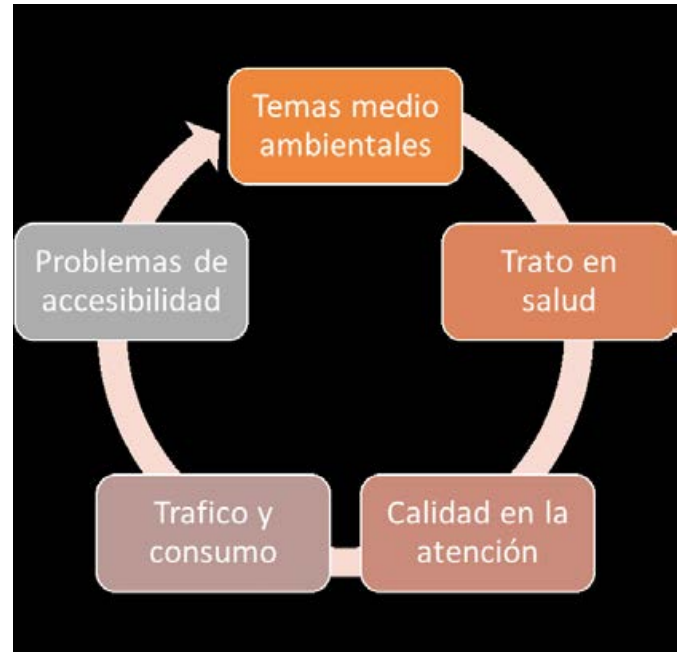 Temas medio
ambientales
Trato en
salud
Calidad en la
atención
Trafico y
consumo
Problemas de
accesibilidad